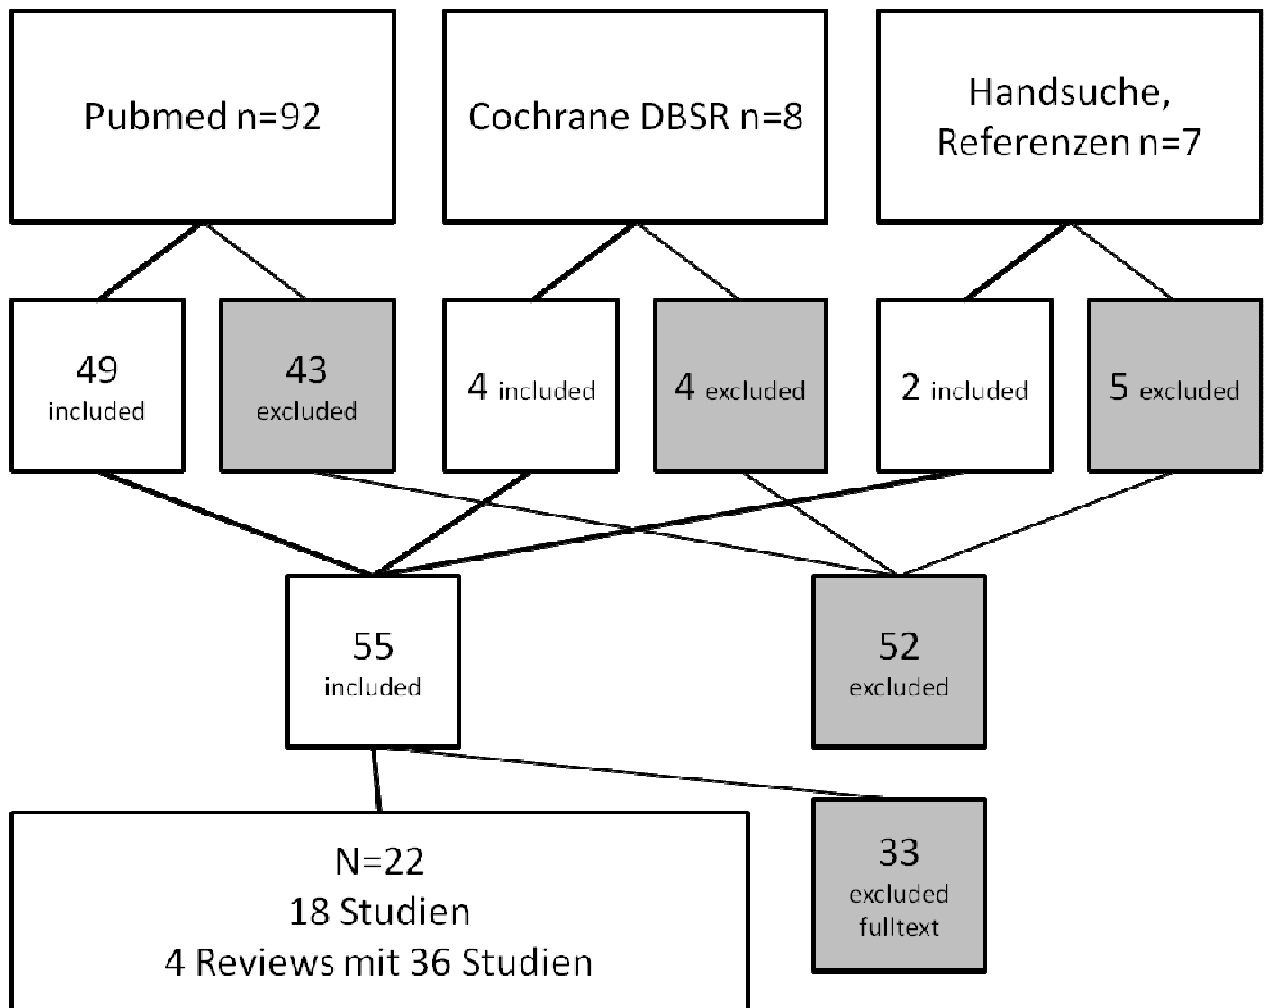 Pubmed n=92
Cochrane DBSR n=8
Handsuche,
Referenzen n=7
49
included
43
excluded
4 included
4 excluded
2 included
5 excluded
55
included
52
excluded
33
excluded
fulltext
N=22
18 Studien
4 Reviews mit 36 Studien